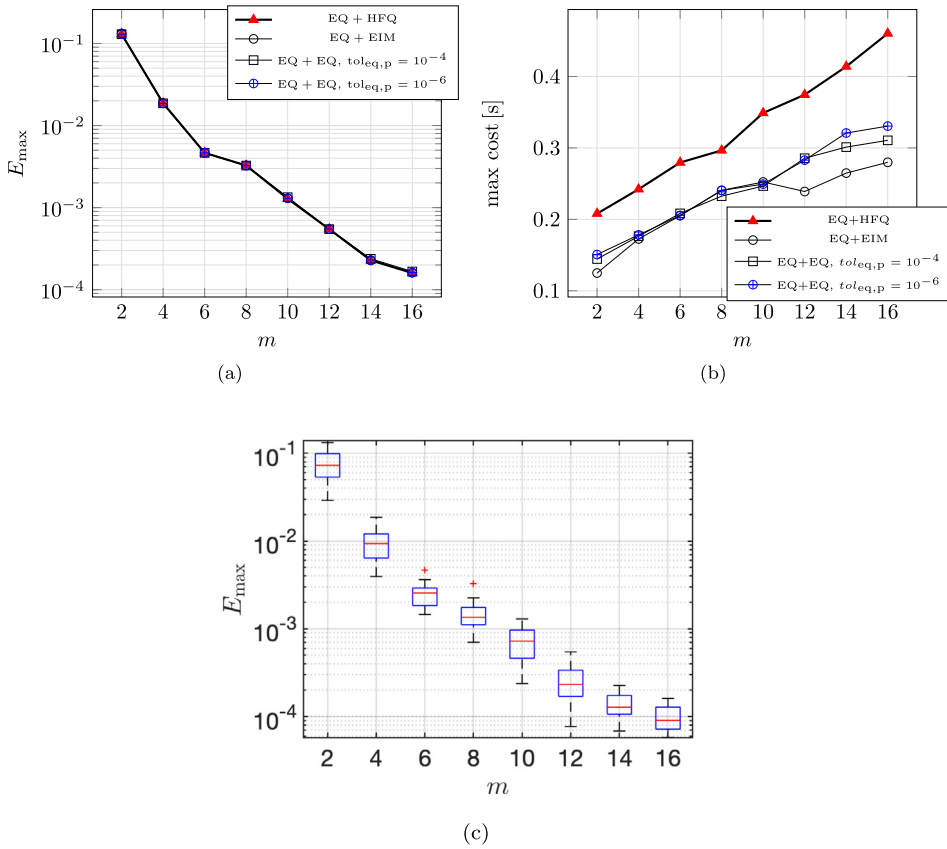 10⁻¹
10⁻²
10⁻³
10⁻⁴
E_max
2 4 6 8 10 12 14 16
m
EQ + HFQ
EQ + EIM
EQ + EQ, tol_eq,p = 10⁻⁴
EQ + EQ, tol_eq,p = 10⁻⁶
(a)
0.4
0.3
0.2
0.1
max cost [s]
2 4 6 8 10 12 14 16
m
EQ+HFQ
EQ+EIM
EQ+EQ, tol_eq,p = 10⁻⁴
EQ+EQ, tol_eq,p = 10⁻⁶
(b)
10⁻¹
10⁻²
10⁻³
10⁻⁴
E_max
2 4 6 8 10 12 14 16
m
(c)